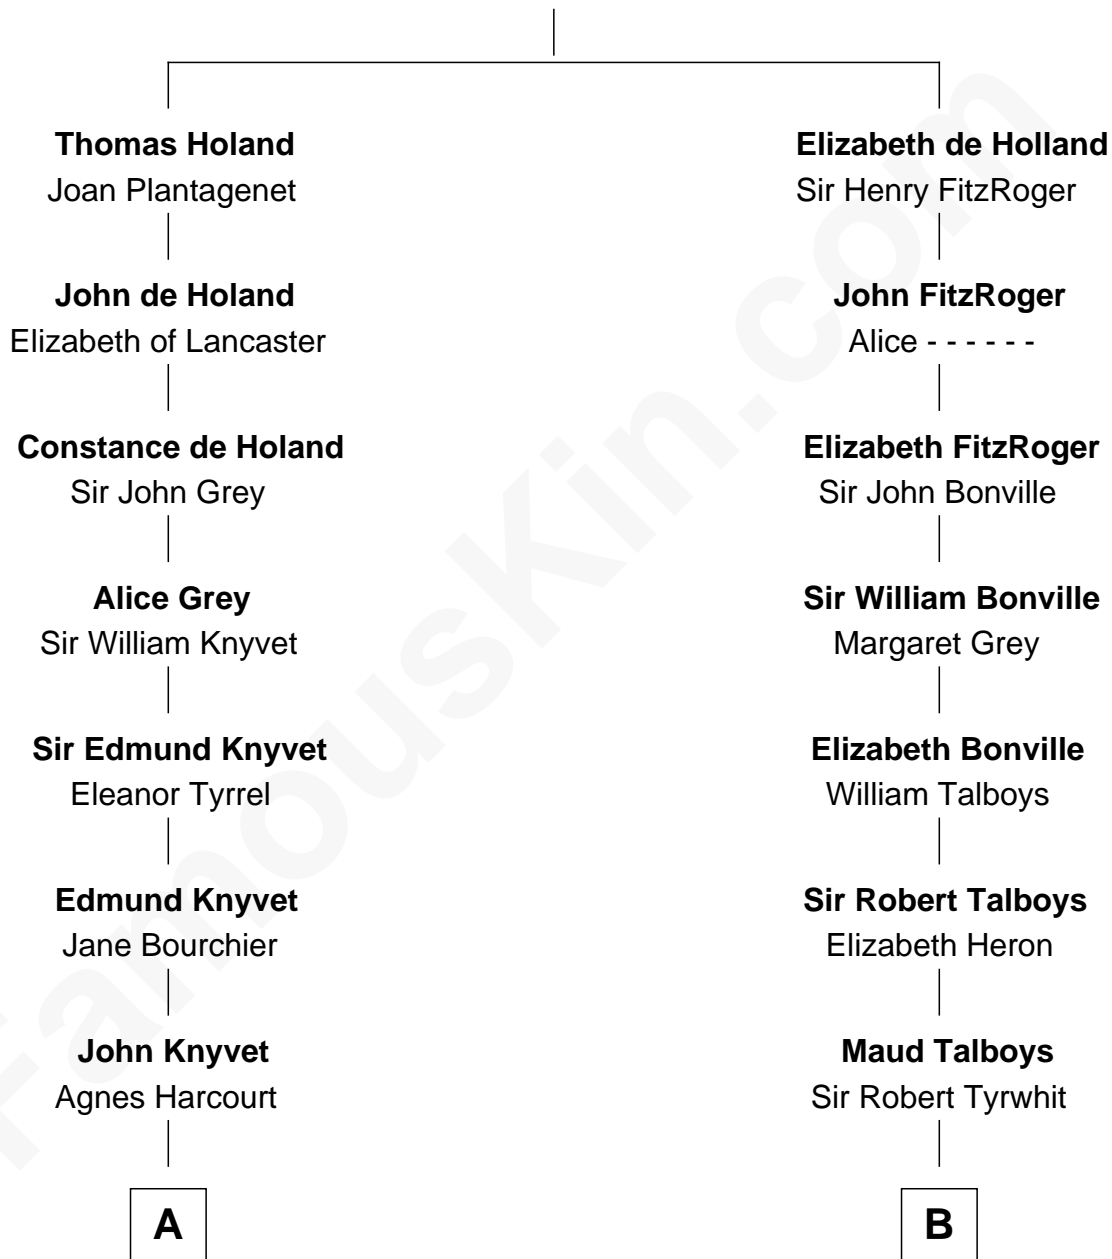 Thomas Holand
Joan Plantagenet
John de Holand
Elizabeth of Lancaster
Constance de Holand
Sir John Grey
Alice Grey
Sir William Knyvet
Sir Edmund Knyvet
Eleanor Tyrrel
Edmund Knyvet
Jane Bourchier
John Knyvet
Agnes Harcourt
A
Elizabeth de Holland
Sir Henry FitzRoger
John FitzRoger
Alice - - - - - -
Elizabeth FitzRoger
Sir John Bonville
Sir William Bonville
Margaret Grey
Elizabeth Bonville
William Talboys
Sir Robert Talboys
Elizabeth Heron
Maud Talboys
Sir Robert Tyrwhit
B
FamousKin.com